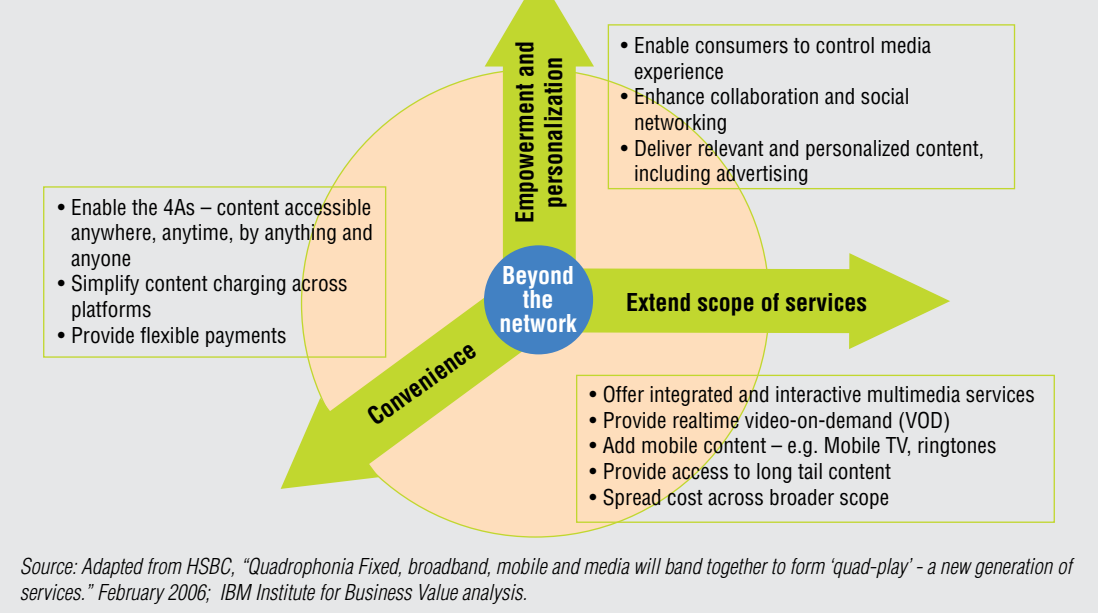 Empowerment and
personalization
• Enable consumers to control media
experience
• Enhance collaboration and social
networking
• Deliver relevant and personalized content,
including advertising
• Enable the 4As – content accessible
anywhere, anytime, by anything and
anyone
• Simplify content charging across
platforms
• Provide flexible payments
Beyond
the
network
Extend scope of services
Convenience
• Offer integrated and interactive multimedia services
• Provide realtime video-on-demand (VOD)
• Add mobile content – e.g. Mobile TV, ringtones
• Provide access to long tail content
• Spread cost across broader scope
Source: Adapted from HSBC, “Quadrophonia Fixed, broadband, mobile and media will band together to form ‘quad-play’ - a new generation of
services.” February 2006; IBM Institute for Business Value analysis.